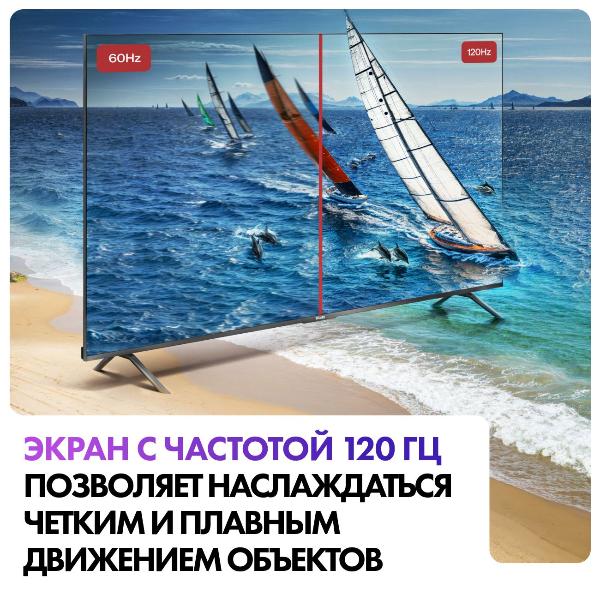 60Hz
120Hz
ЭКРАН С ЧАСТОТОЙ 120 ГЦ
ПОЗВОЛЯЕТ НАСЛАЖДАТЬСЯ
ЧЕТКИМ И ПЛАВНЫМ
ДВИЖЕНИЕМ ОБЪЕКТОВ